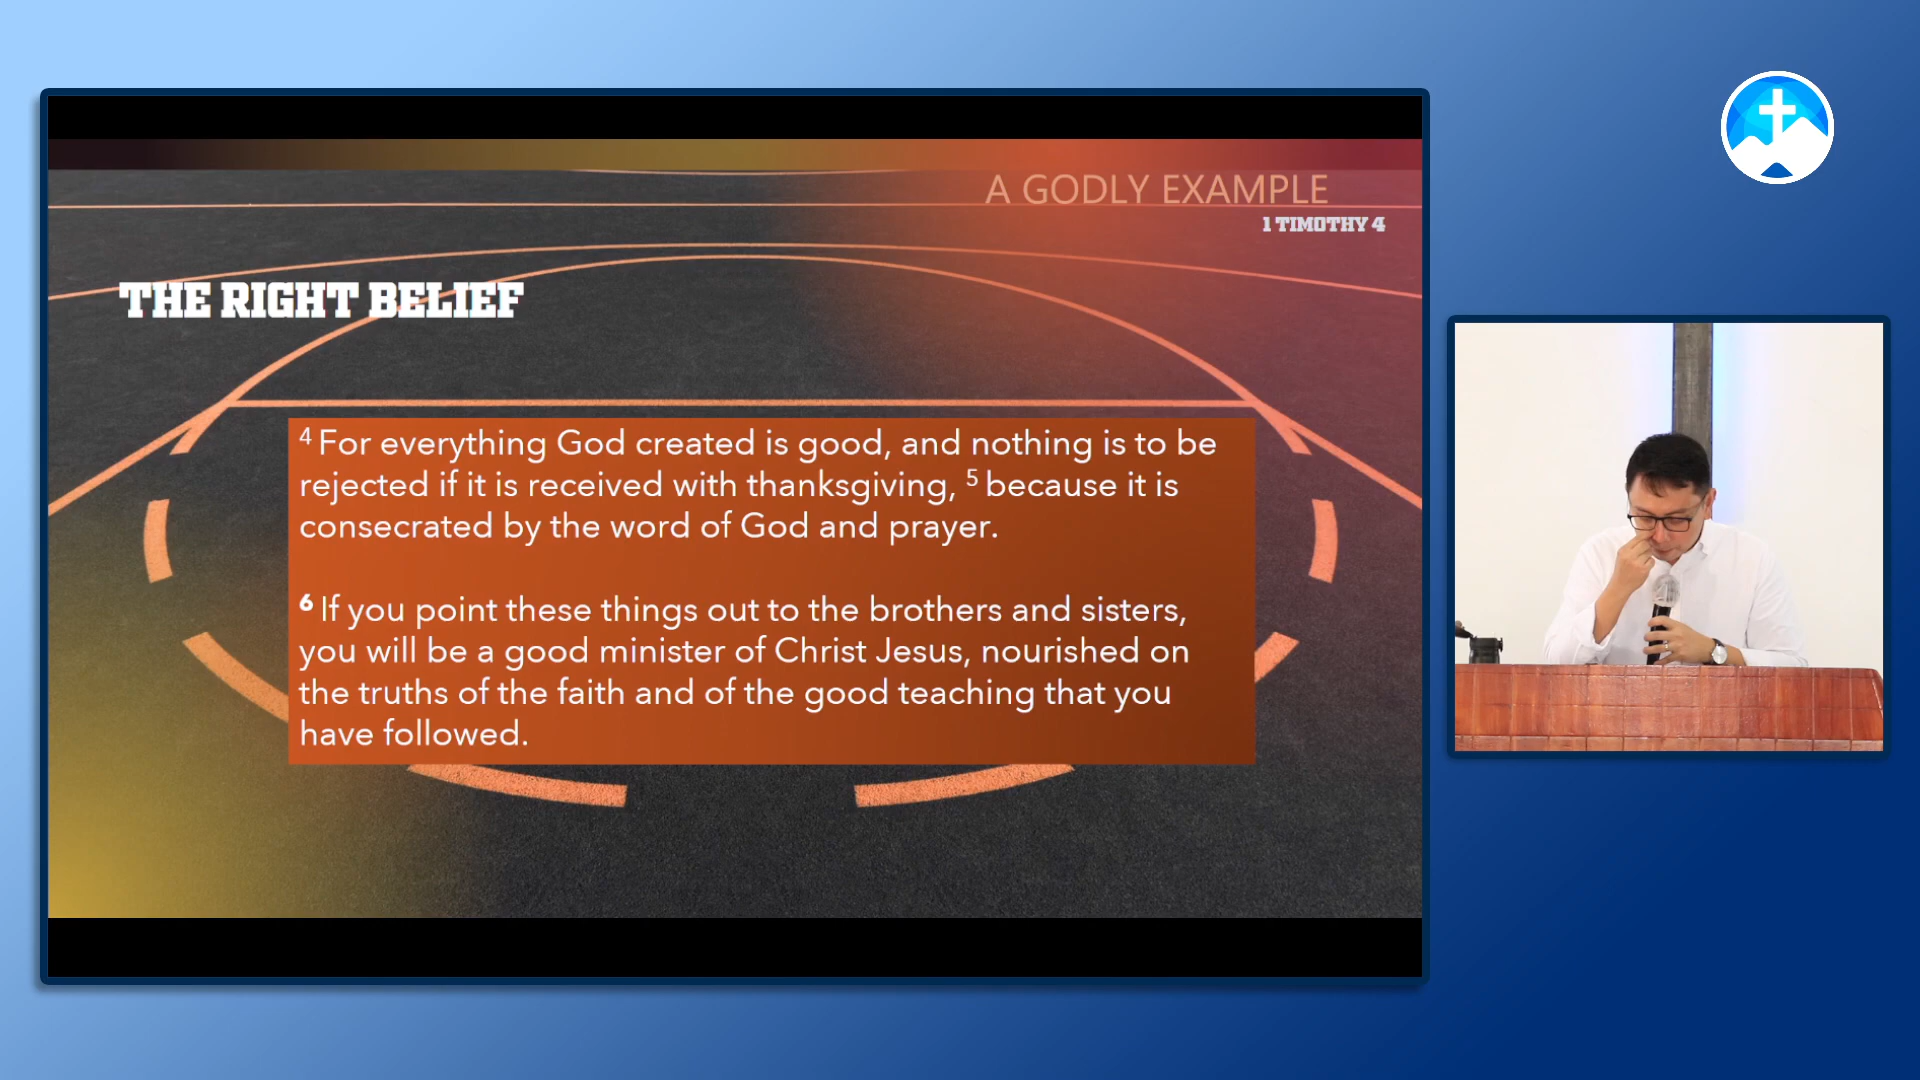 A GODLY EXAMPLE
1 TIMOTHY 4
THE RIGHT BELIEF
4 For everything God created is good, and nothing is to be
rejected if it is received with thanksgiving, 5 because it is
consecrated by the word of God and prayer.
6 If you point these things out to the brothers and sisters,
you will be a good minister of Christ Jesus, nourished on
the truths of the faith and of the good teaching that you
have followed.